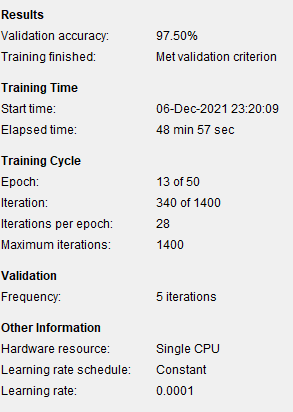 Results
Validation accuracy: 97.50%
Training finished: Met validation criterion
Training Time
Start time: 06-Dec-2021 23:20:09
Elapsed time: 48 min 57 sec
Training Cycle
Epoch: 13 of 50
Iteration: 340 of 1400
Iterations per epoch: 28
Maximum iterations: 1400
Validation
Frequency: 5 iterations
Other Information
Hardware resource: Single CPU
Learning rate schedule: Constant
Learning rate: 0.0001